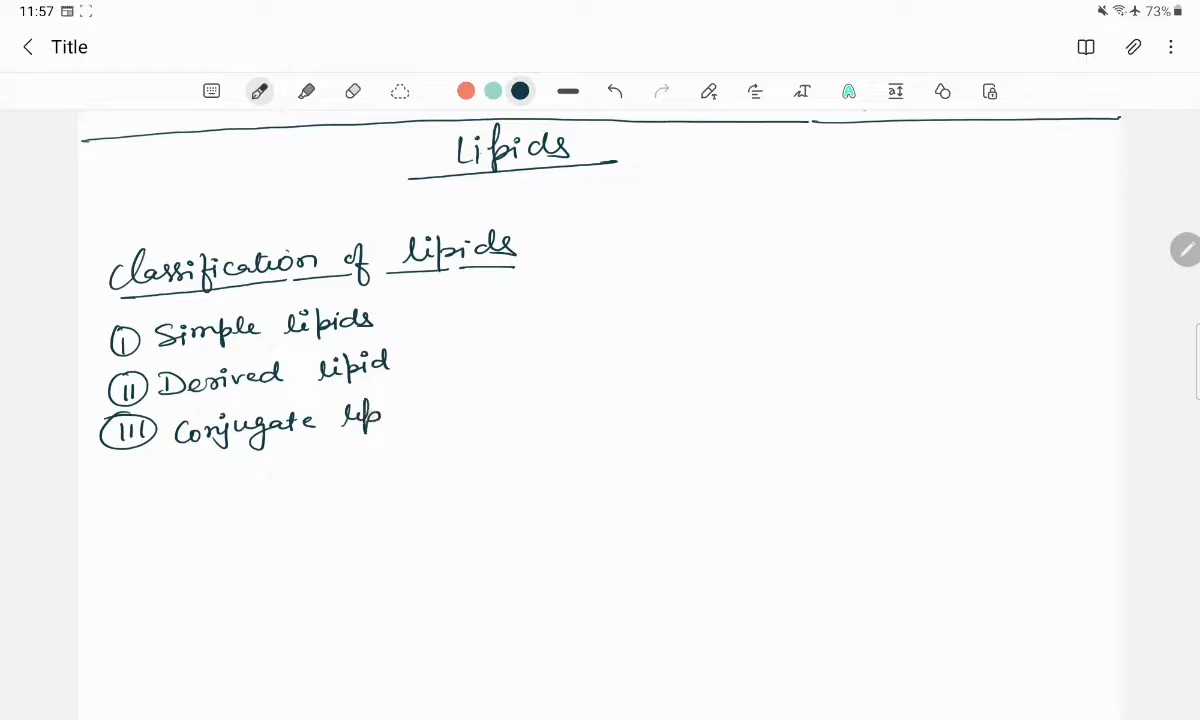 11:57
73%
Title
Lipids
Classification of lipids
I Simple lipids
II Derived lipid
III Conjugate lip